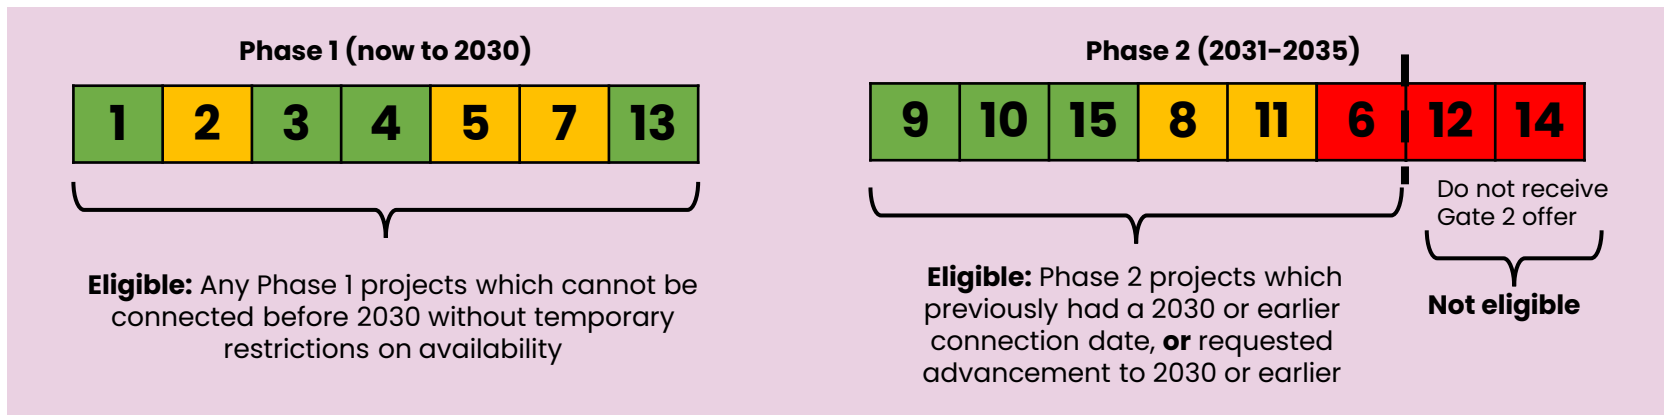 Phase 1 (now to 2030)
1 2 3 4 5 7 13
Eligible: Any Phase 1 projects which cannot be
connected before 2030 without temporary
restrictions on availability
Phase 2 (2031-2035)
9 10 15 8 11 6 12 14
Eligible: Phase 2 projects which
previously had a 2030 or earlier
connection date, or requested
advancement to 2030 or earlier
Do not receive
Gate 2 offer
Not eligible